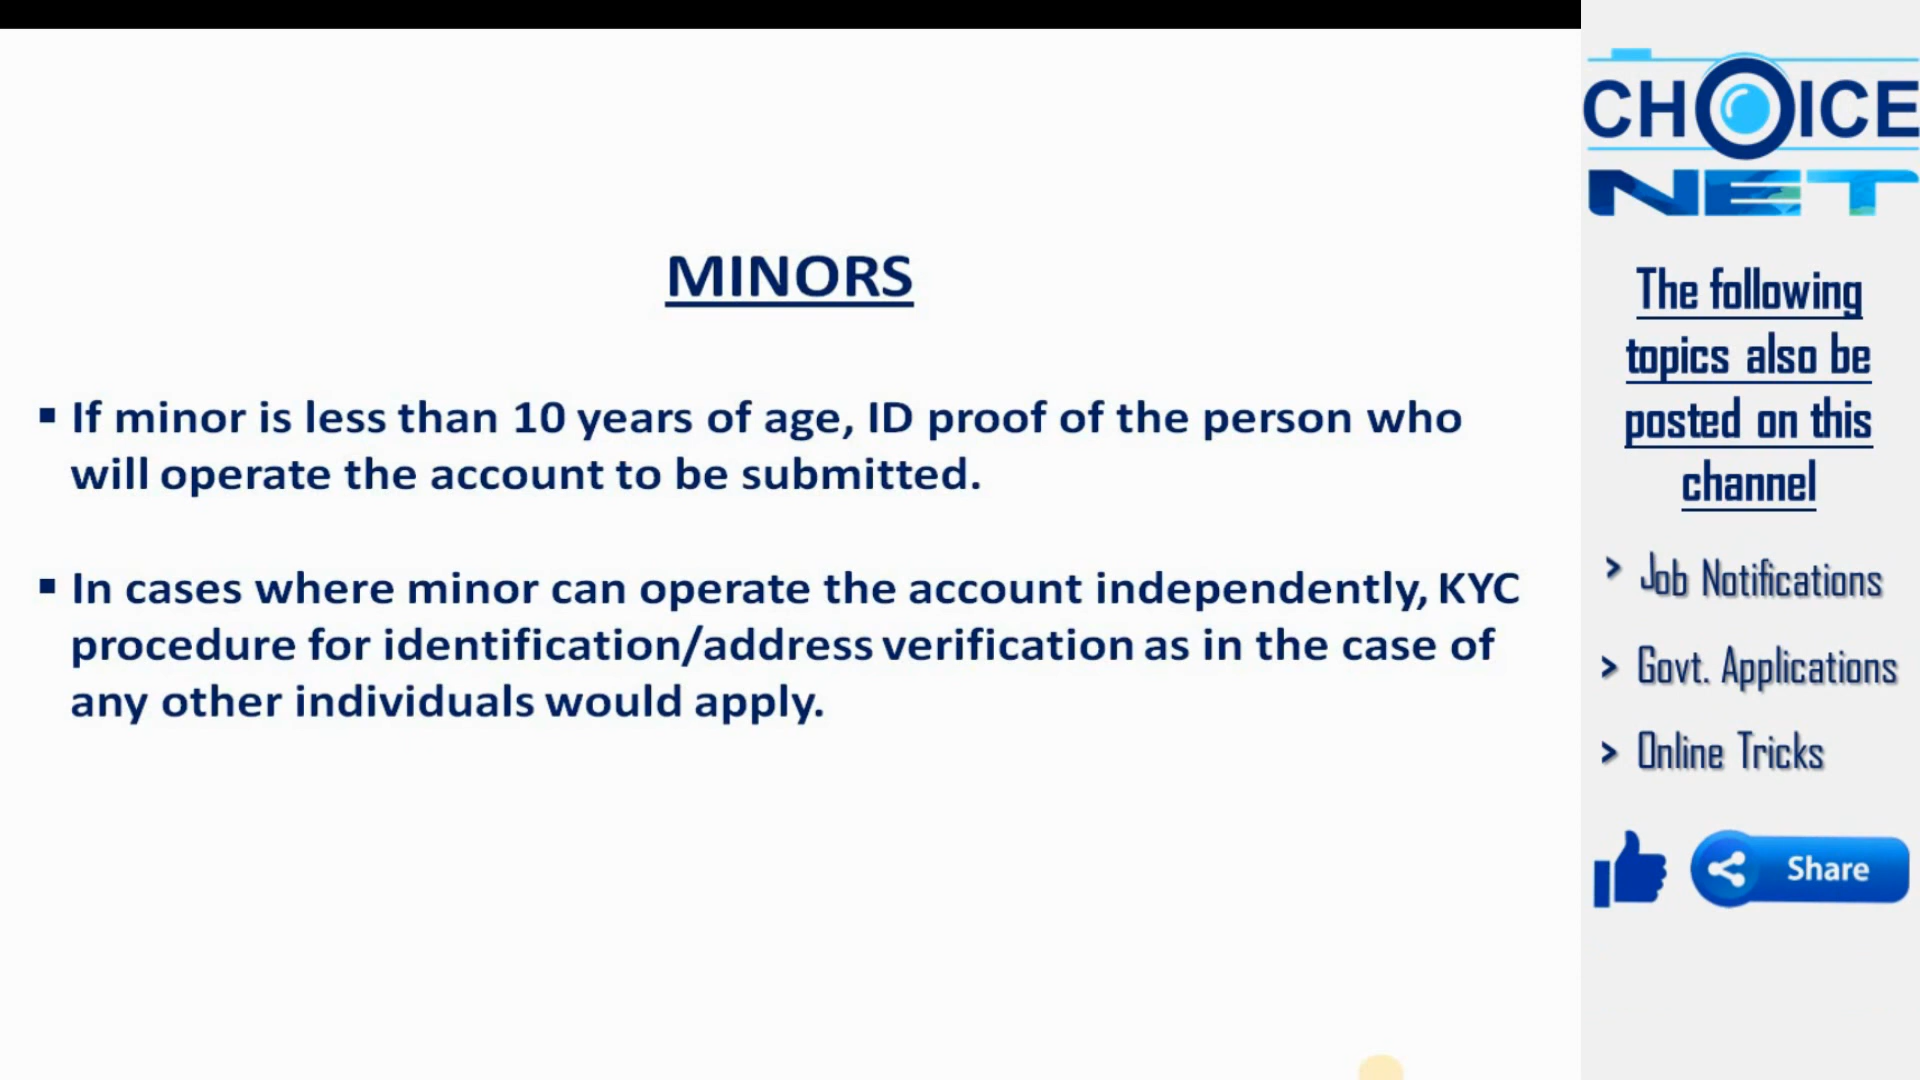 MINORS
▪ If minor is less than 10 years of age, ID proof of the person who
will operate the account to be submitted.
▪ In cases where minor can operate the account independently, KYC
procedure for identification/address verification as in the case of
any other individuals would apply.
CHOICE
NET
The following
topics also be
posted on this
channel
> Job Notifications
> Govt. Applications
> Online Tricks
Share